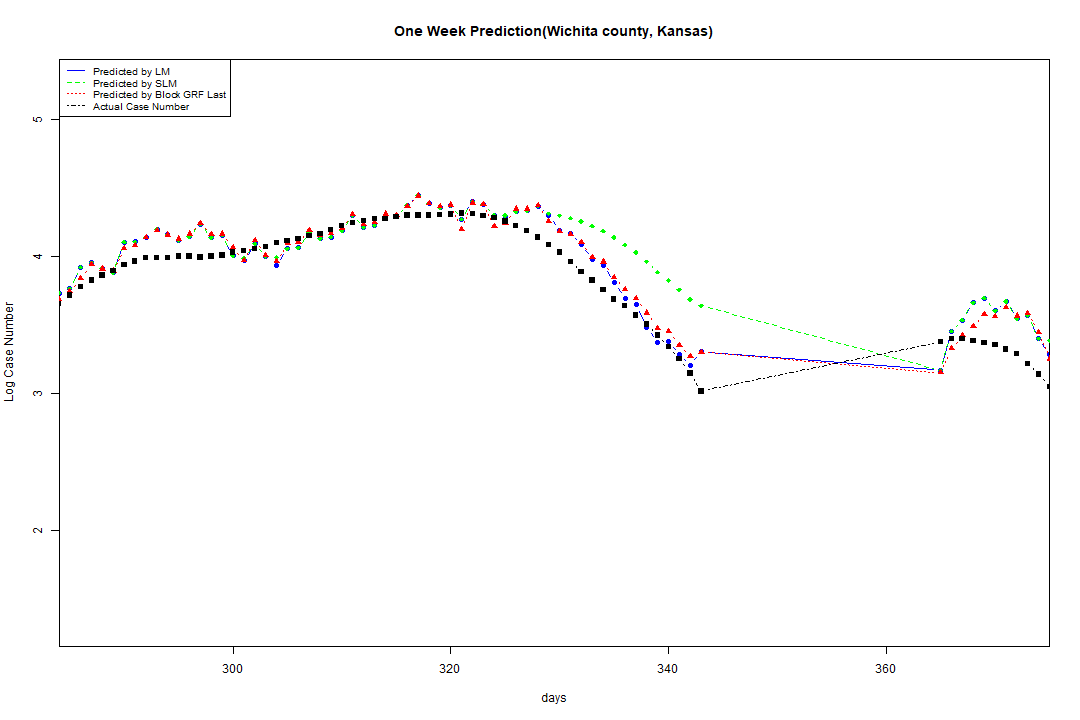 One Week Prediction(Wichita county, Kansas)
Predicted by LM
Predicted by SLM
Predicted by Block GRF Last
Actual Case Number
5
4
3
2
Log Case Number
300 320 340 360
days